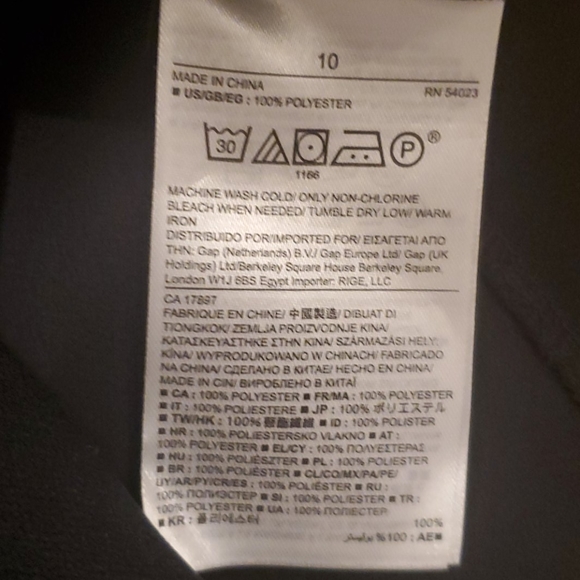 10
MADE IN CHINA RN 54023
■ US/GB/EG : 100% POLYESTER
30 P ®
1166
MACHINE WASH COLD/ ONLY NON-CHLORINE
BLEACH WHEN NEEDED/ TUMBLE DRY LOW/ WARM
IRON
DISTRIBUIDO POR/IMPORTED FOR/ ΕΙΣΑΓΕΤΑΙ ΑΠΟ
ΤΗΝ: Gap (Netherlands) B.V./ Gap Europe Ltd/ Gap (UK
Holdings) Ltd/Berkeley Square House Berkeley Square,
London W1J 6BS Egypt Importer: RIGE, LLC
CA 17897
FABRIQUÉ EN CHINE/ 中國製造/ DIBUAT DI
TIONGKOK/ ZEMLJA PROIZVODNJE KINA/
ΚΑΤΑΣΚΕΥΑΣΤΗΚΕ ΣΤΗΝ ΚΙΝΑ/ SZÁRMAZÁSI HELY:
KÍNA/ WYPRODUKOWANO W CHINACH/ FABRICADO
NA CHINA/ СДЕЛАНО В КИТАЕ/ HECHO EN CHINA/
MADE IN CIN/ ВИРОБЛЕНО В КИТАЇ
■ CA : 100% POLYESTER ■ FR/MA : 100% POLYESTER
■ IT : 100% POLIESTERE ■ JP : 100% ポリエステル
■ TW/HK : 100% 聚酯纖維 ■ ID : 100% POLISTER
■ HR : 100% POLIESTERSKO VLAKNO ■ AT :
100% POLYESTER ■ EL/CY : 100% ΠΟΛΥΕΣΤΕΡΑΣ
■ HU : 100% POLIÉSZTER ■ PL : 100% POLIESTER
■ BR : 100% POLIÉSTER ■ CL/CO/MX/PA/PE/
UY/AR/PY/CR/ES : 100% POLIÉSTER ■ RU :
100% ПОЛИЭСТЕР ■ SI : 100% POLIESTER ■ TR :
100% POLYESTER ■ UA : 100% ПОЛІЕСТЕР
■ KR : 폴리에스터 100%
■AE : 100% بوليستر